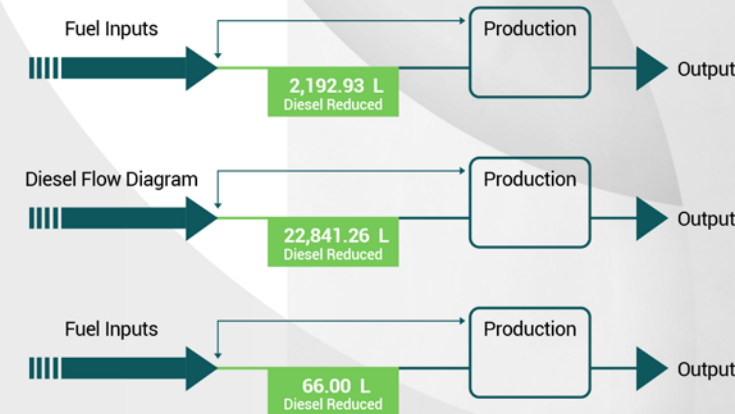 Fuel Inputs
Production
Output
2,192.93 L
Diesel Reduced
Diesel Flow Diagram
Production
Output
22,841.26 L
Diesel Reduced
Fuel Inputs
Production
Output
66.00 L
Diesel Reduced